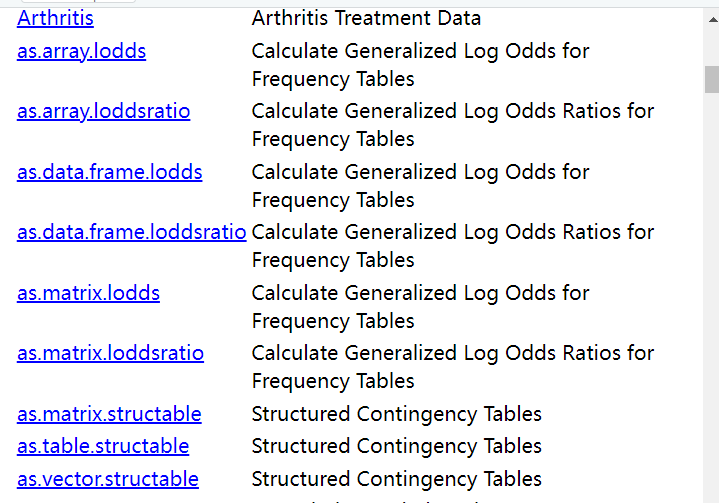 Arthritis Arthritis Treatment Data
as.array.lodds Calculate Generalized Log Odds for
Frequency Tables
as.array.loddsratio Calculate Generalized Log Odds Ratios for
Frequency Tables
as.data.frame.lodds Calculate Generalized Log Odds for
Frequency Tables
as.data.frame.loddsratio Calculate Generalized Log Odds Ratios for
Frequency Tables
as.matrix.lodds Calculate Generalized Log Odds for
Frequency Tables
as.matrix.loddsratio Calculate Generalized Log Odds Ratios for
Frequency Tables
as.matrix.structable Structured Contingency Tables
as.table.structable Structured Contingency Tables
as.vector.structable Structured Contingency Tables